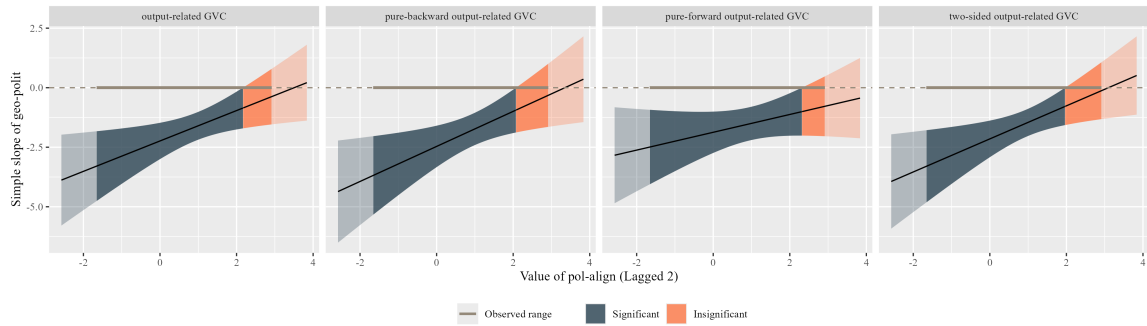 output-related GVC
pure-backward output-related GVC
pure-forward output-related GVC
two-sided output-related GVC
Simple slope of geo-polit
2.5
0.0
-2.5
-5.0
-2 0 2 4
-2 0 2 4
-2 0 2 4
-2 0 2 4
Value of pol-align (Lagged 2)
Observed range
Significant
Insignificant